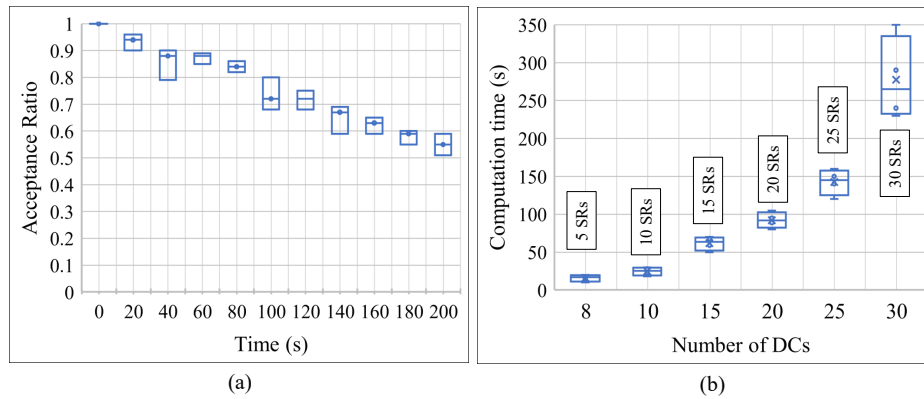 1
0.9
0.8
0.7
0.6
0.5
0.4
0.3
0.2
0.1
0
Acceptance Ratio
0 20 40 60 80 100 120 140 160 180 200
Time (s)
(a)
350
300
250
200
150
100
50
0
Computation time (s)
5 SRs
10 SRs
15 SRs
20 SRs
25 SRs
30 SRs
8 10 15 20 25 30
Number of DCs
(b)